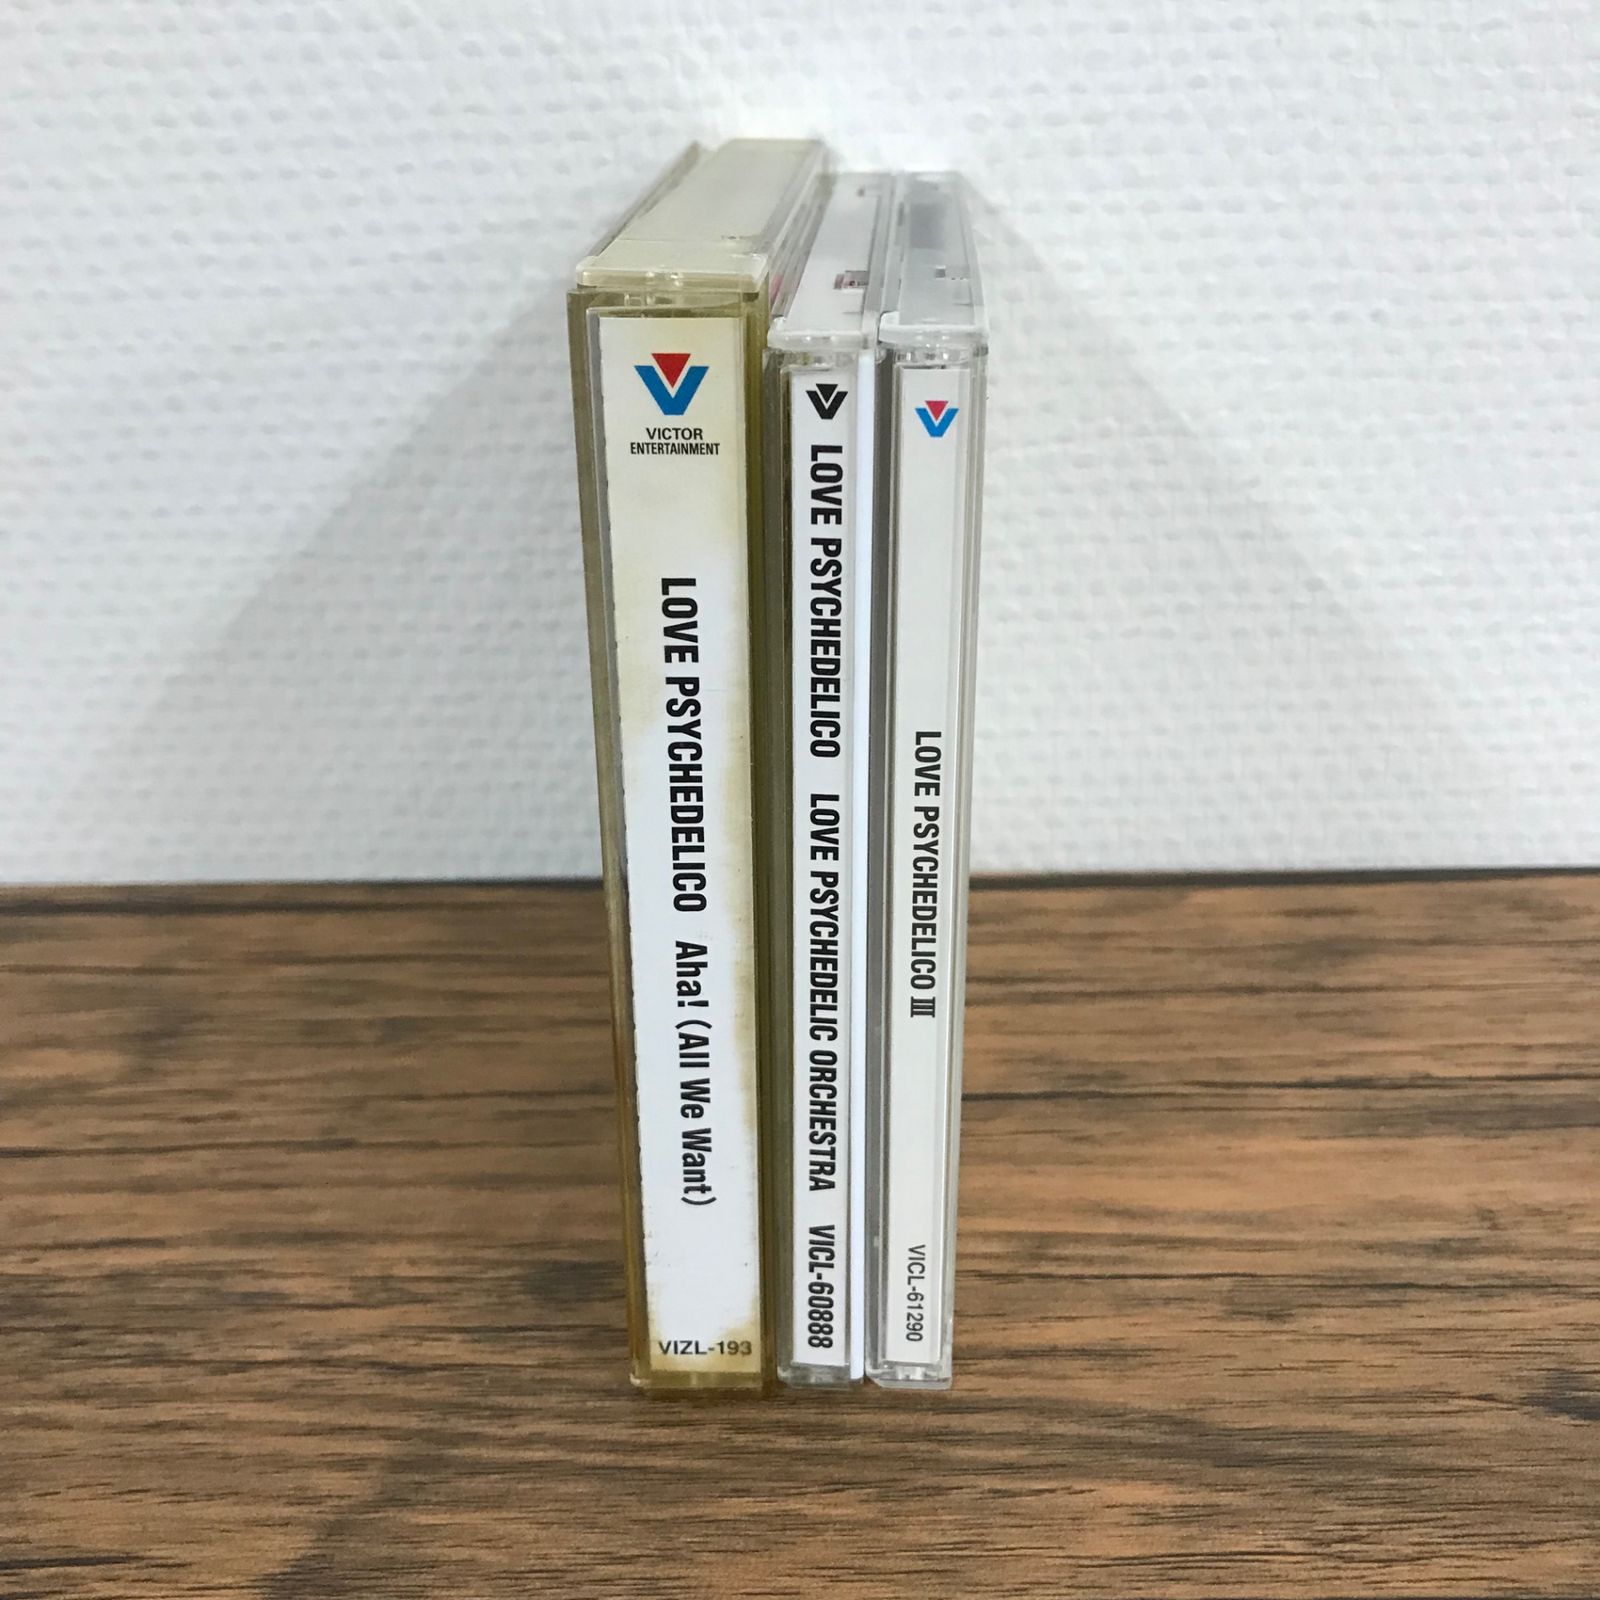 VICTOR
ENTERTAINMENT
LOVE PSYCHEDELICO Aha! (All We Want)
VIZL-193
LOVE PSYCHEDELICO LOVE PSYCHEDELIC ORCHESTRA VICL-60888
LOVE PSYCHEDELICO III
VICL-61290